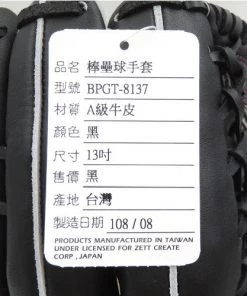 品名 棒壘球手套
型號 BPGT-8137
材質 A級牛皮
顏色 黑
尺寸 13吋
售價 黑
產地 台灣
製造日期 108/08
PRODUCTS MANUFACTURED IN TAIWAN
UNDER LICENSED FOR ZETT CREATE
CORP ,JAPAN